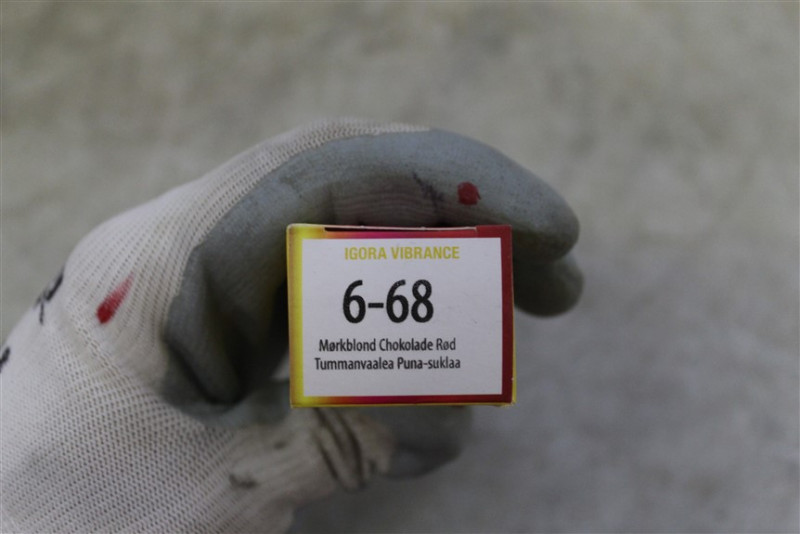 IGORA VIBRANCE
6-68
Mørkblond Chokolade Rød
Tummanvaalea Puna-suklaa